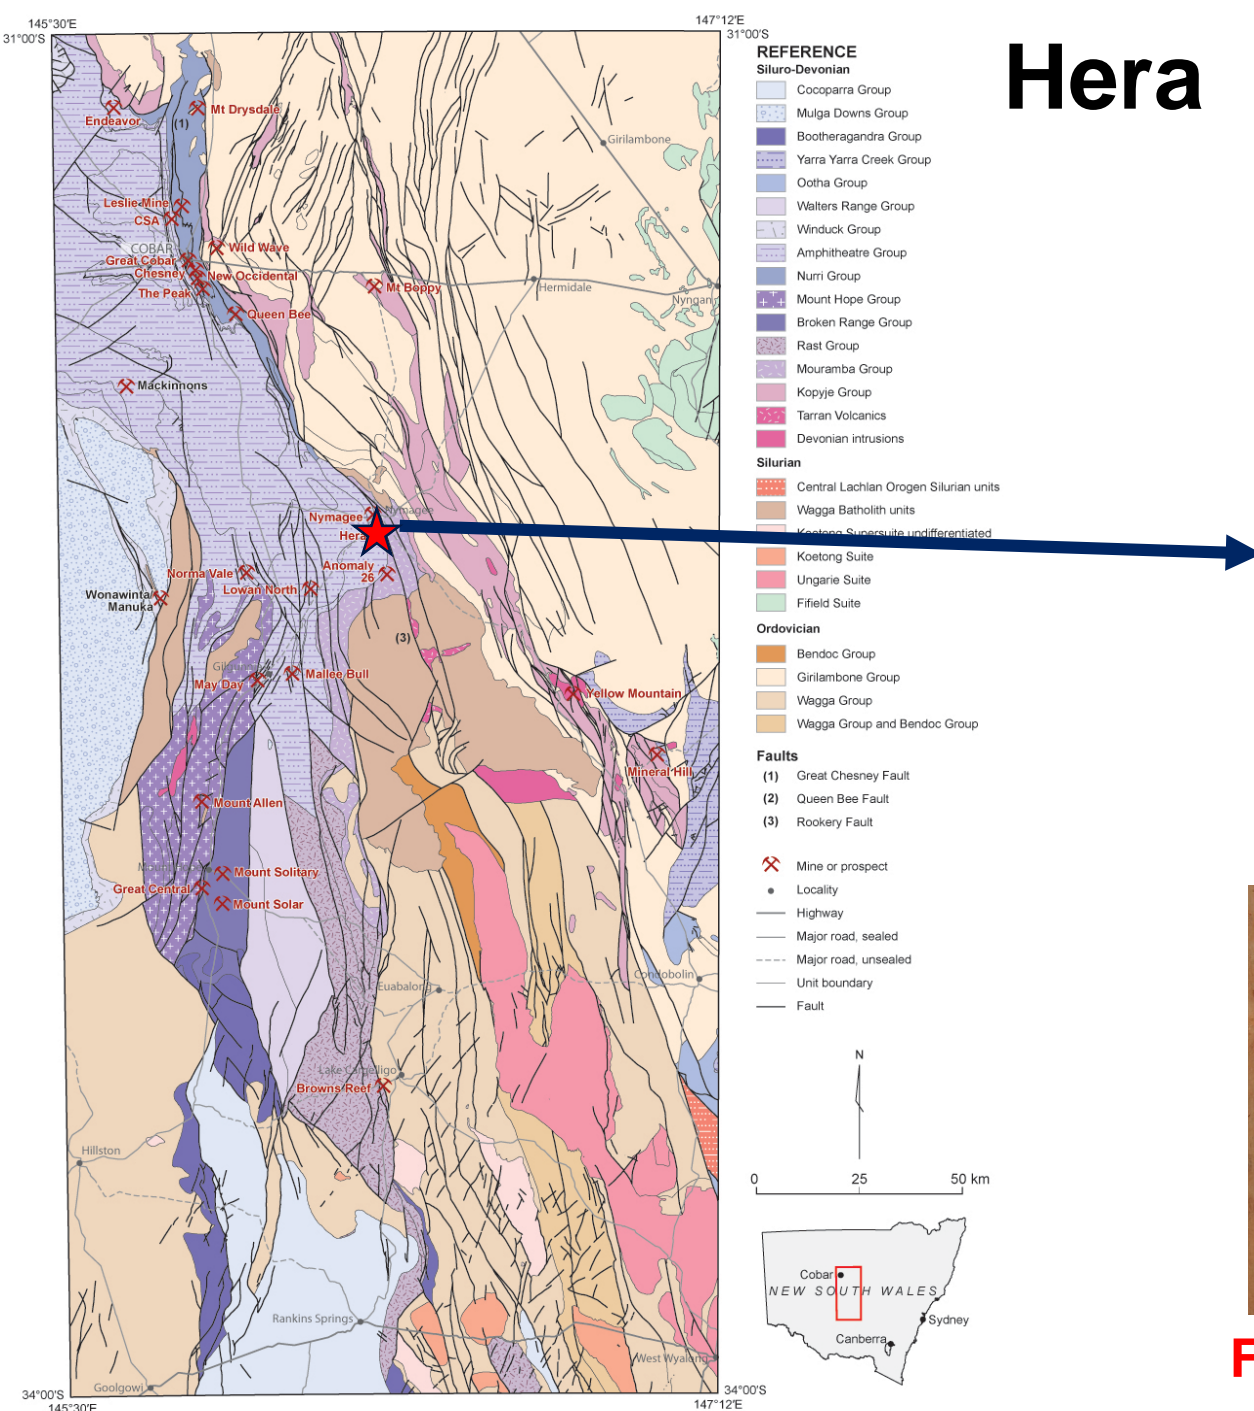 145°30'E
147°12'E
31°00'S
31°00'S
Hera
REFERENCE
Siluro-Devonian
Cocoparra Group
Mulga Downs Group
Bootheragandra Group
Yarra Yarra Creek Group
Ootha Group
Walters Range Group
Winduck Group
Amphitheatre Group
Nurri Group
Mount Hope Group
Broken Range Group
Rast Group
Mouramba Group
Kopyje Group
Tarran Volcanics
Devonian intrusions
Silurian
Central Lachlan Orogen Silurian units
Wagga Batholith units
Koetong Supersuite undifferentiated
Koetong Suite
Ungarie Suite
Fifield Suite
Ordovician
Bendoc Group
Girilambone Group
Wagga Group
Wagga Group and Bendoc Group
Faults
(1) Great Chesney Fault
(2) Queen Bee Fault
(3) Rookery Fault
Mine or prospect
Locality
Highway
Major road, sealed
Major road, unsealed
Unit boundary
Fault
N
0 25 50 km
Cobar
NEW SOUTH WALES
Sydney
Canberra
Endeavor
Mt Drysdale
(1)
Girilambone
Leslie Mine
CSA
COBAR
Wild Wave
Great Cobar
Chesney
New Occidental
The Peak
Mt Boppy
Hermidale
Nyngan
Queen Bee
Mackinnons
Nymagee
Nymagee
Hera
Anomaly
26
Norma Vale
Lowan North
Wonawinta/
Manuka
(3)
Mallee Bull
May Day
Yellow Mountain
Mineral Hill
Mount Allen
Mount Solitary
Great Central
Mount Solar
Condobolin
Euabalong
Lake Cargelligo
Browns Reef
Hillston
Rankins Springs
West Wyalong
Goolgowi
34°00'S
34°00'S
145°30'E
147°12'E
F